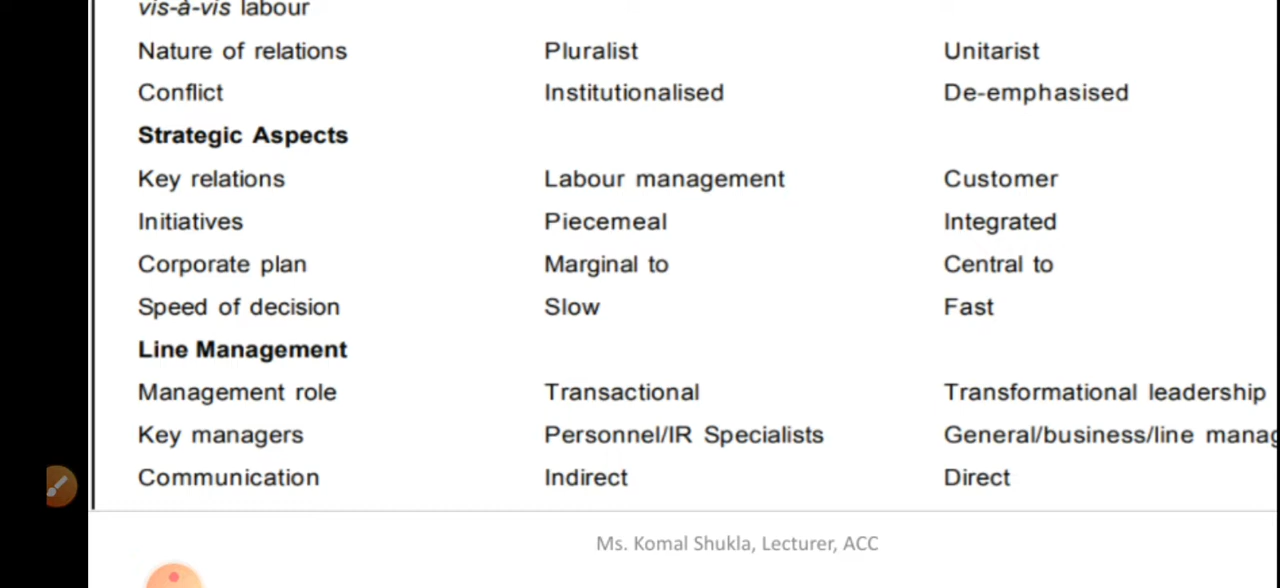 vis-à-vis labour
Nature of relations Pluralist Unitarist
Conflict Institutionalised De-emphasised
Strategic Aspects
Key relations Labour management Customer
Initiatives Piecemeal Integrated
Corporate plan Marginal to Central to
Speed of decision Slow Fast
Line Management
Management role Transactional Transformational leadership
Key managers Personnel/IR Specialists General/business/line manag
Communication Indirect Direct
Ms. Komal Shukla, Lecturer, ACC